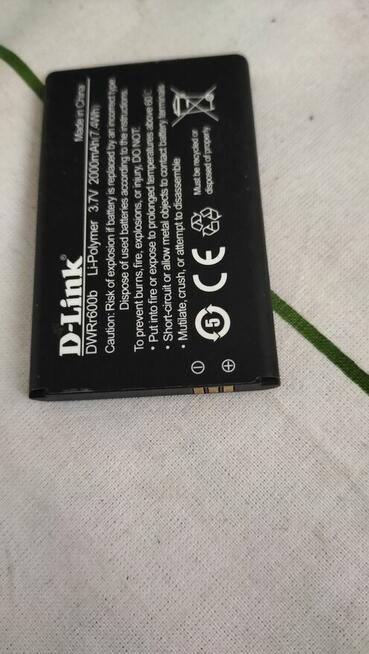 D-Link®
DWRr600b Li-Polymer 3.7V 2000mAh(7.4Wh) Made in China
Caution: Risk of explosion if battery is replaced by an incorrect type.
Dispose of used batteries according to the instructions.
To prevent burns, fire, explosions, or injury, DO NOT:
• Put into fire or expose to prolonged temperatures above 60℃
• Short-circuit or allow metal objects to contact battery terminals
• Mutilate, crush, or attempt to disassemble
5 CE
Must be recycled or
disposed of properly
- +